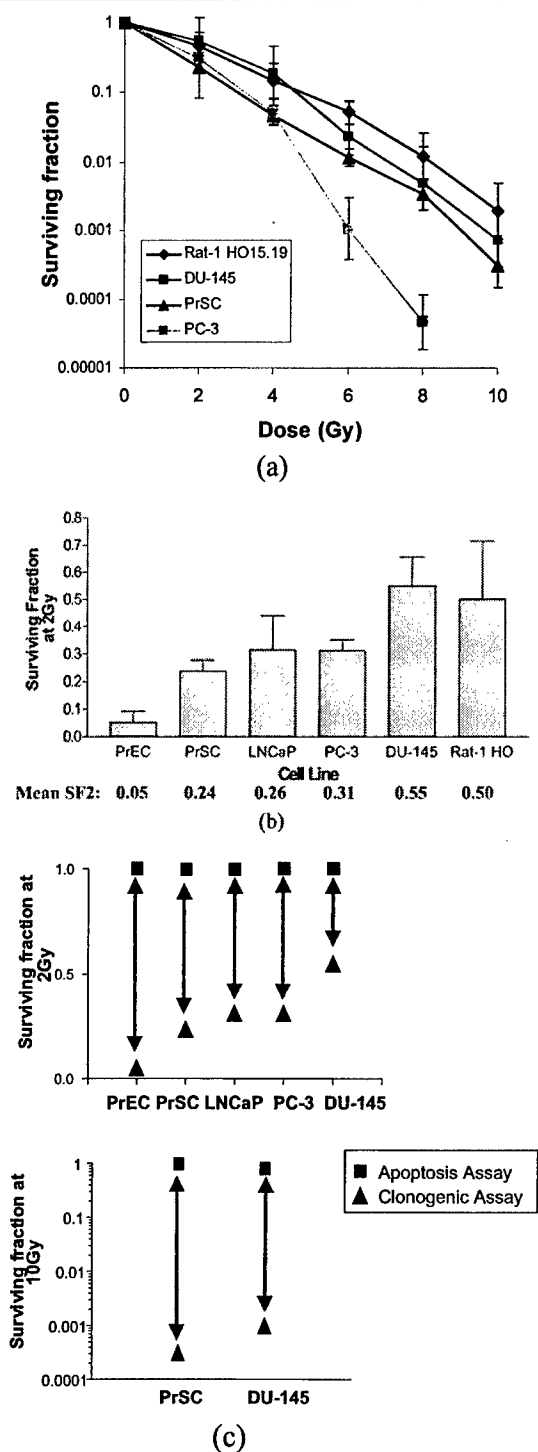 1
0.1
0.01
0.001
0.0001
0.00001
Surviving fraction
Rat-1 HO15.19
DU-145
PrSC
PC-3
0 2 4 6 8 10
Dose (Gy)
(a)
0.8
0.7
0.6
0.5
0.4
0.3
0.2
0.1
0.0
Surviving Fraction
at 2Gy
PrEC PrSC LNCaP PC-3 DU-145 Rat-1 HO
Cell Line
Mean SF2: 0.05 0.24 0.26 0.31 0.55 0.50
(b)
1.0
0.5
0.0
Surviving fraction at
2Gy
PrEC PrSC LNCaP PC-3 DU-145
1
0.1
0.01
0.001
0.0001
Surviving fraction at
10Gy
Apoptosis Assay
Clonogenic Assay
PrSC DU-145
(c)